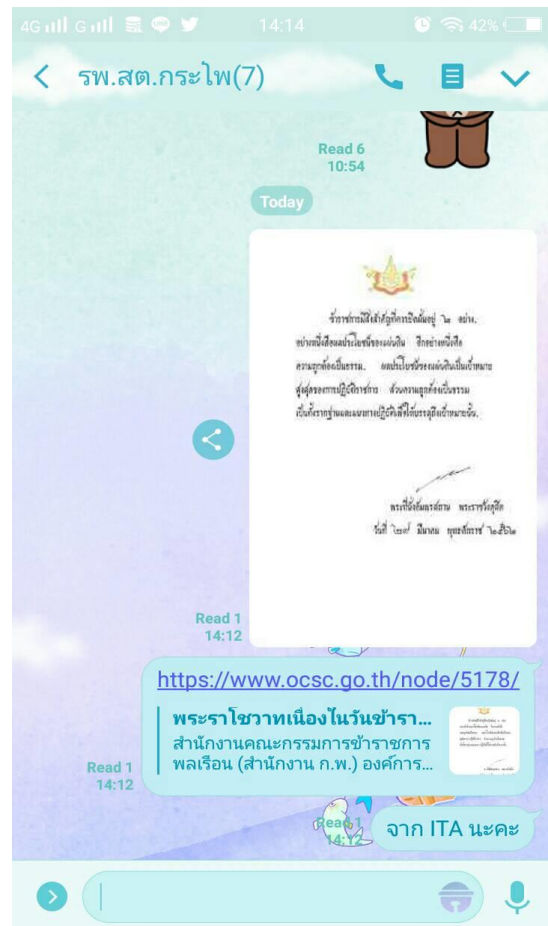 4G G 14:14 42%
รพ.สต.กระไพ(7)
Read 6
10:54
Today
ข้าราชการมีสิ่งสำคัญที่ควรยึดมั่นอยู่ ๒ อย่าง.
อย่างหนึ่งคือผลประโยชน์ของแผ่นดิน อีกอย่างหนึ่งคือ
ความถูกต้องเป็นธรรม. ผลประโยชน์ของแผ่นดินเป็นเป้าหมาย
สูงสุดของการปฏิบัติราชการ ส่วนความถูกต้องเป็นธรรม
เป็นทั้งรากฐานและแนวทางปฏิบัติเพื่อให้บรรลุถึงเป้าหมายนั้น.
พระที่นั่งอัมพรสถาน พระราชวังดุสิต
วันที่ ๒๙ มีนาคม พุทธศักราช ๒๕๖๒
Read 1
14:12
https://www.ocsc.go.th/node/5178/
พระราโชวาทเนื่องในวันข้ารา...
สำนักงานคณะกรรมการข้าราชการ
พลเรือน (สำนักงาน ก.พ.) องค์การ...
Read 1
14:12
Read 1
14:12
จาก ITA นะคะ